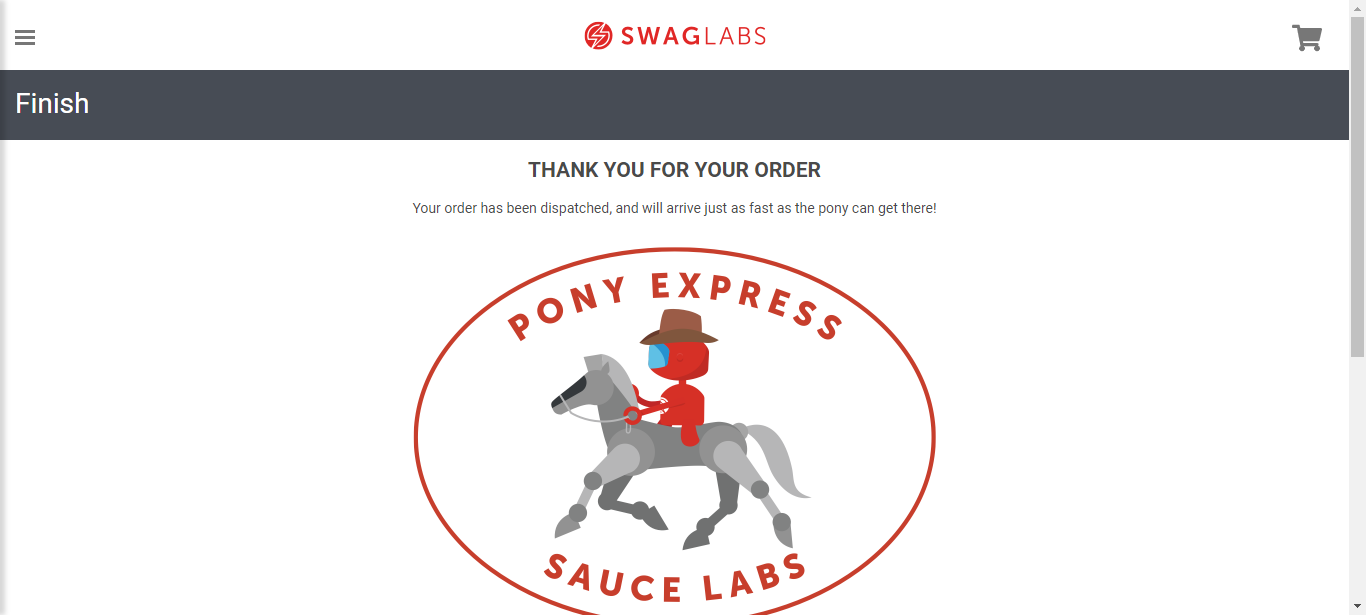 SWAGLABS
Finish
THANK YOU FOR YOUR ORDER
Your order has been dispatched, and will arrive just as fast as the pony can get there!
PONY EXPRESS
SAUCE LABS